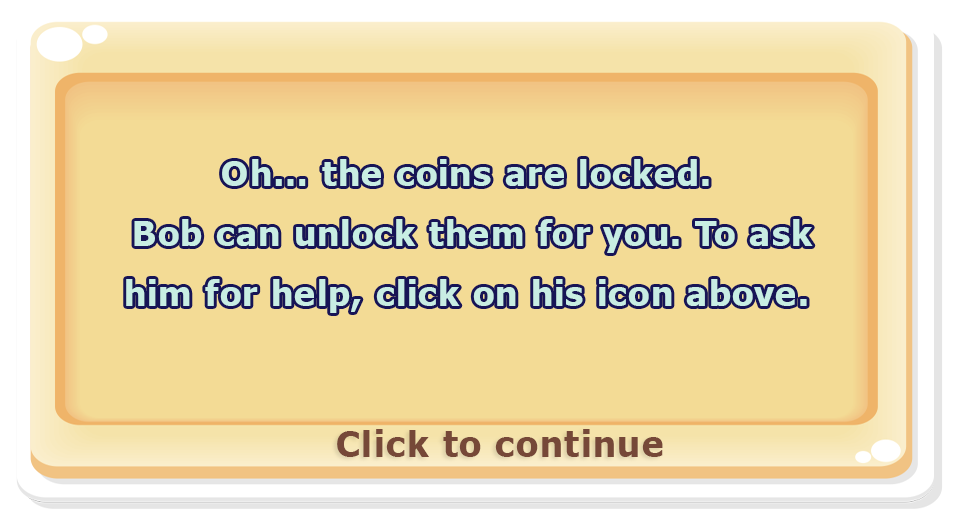 Oh... the coins are locked.
Bob can unlock them for you. To ask
him for help, click on his icon above.
Click to continue